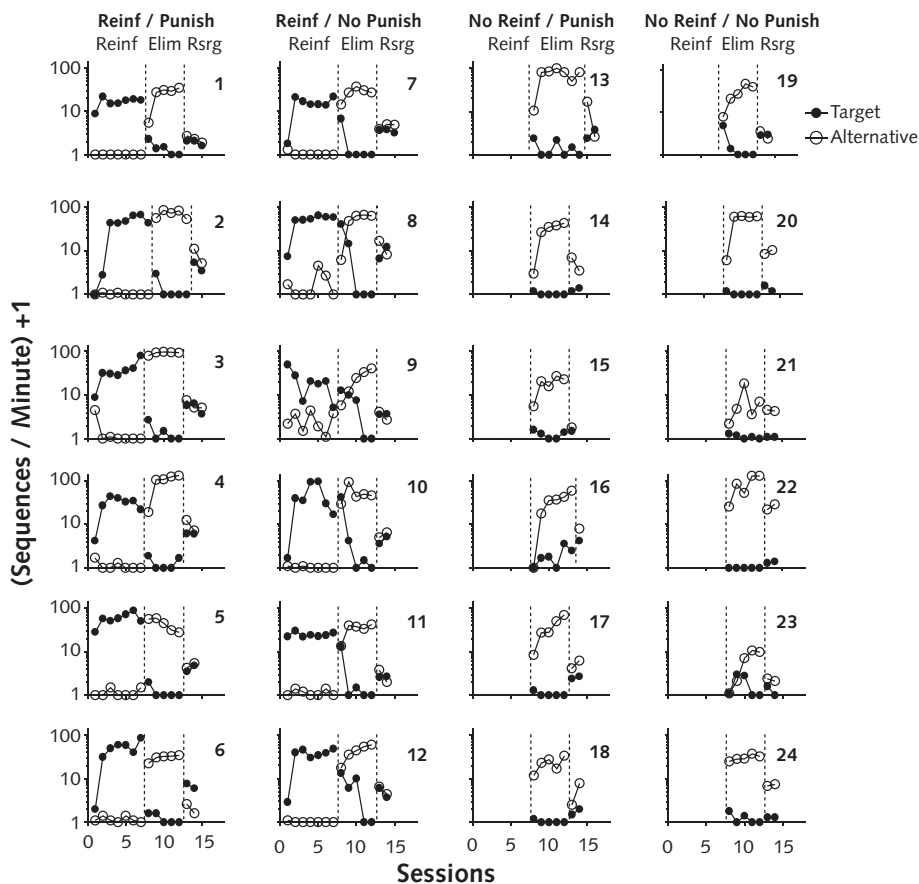 Reinf / Punish Reinf / No Punish No Reinf / Punish No Reinf / No Punish
Reinf Elim Rsrg Reinf Elim Rsrg Reinf Elim Rsrg Reinf Elim Rsrg
100 1 7 13 19
10 Target
Alternative
1
100 2 8 14 20
10
1
100 3 9 15 21
10
1
100 4 10 16 22
10
1
100 5 11 17 23
10
1
100 6 12 18 24
10
1
0 5 10 15 0 5 10 15 0 5 10 15 0 5 10 15
Sessions
(Sequences / Minute) +1